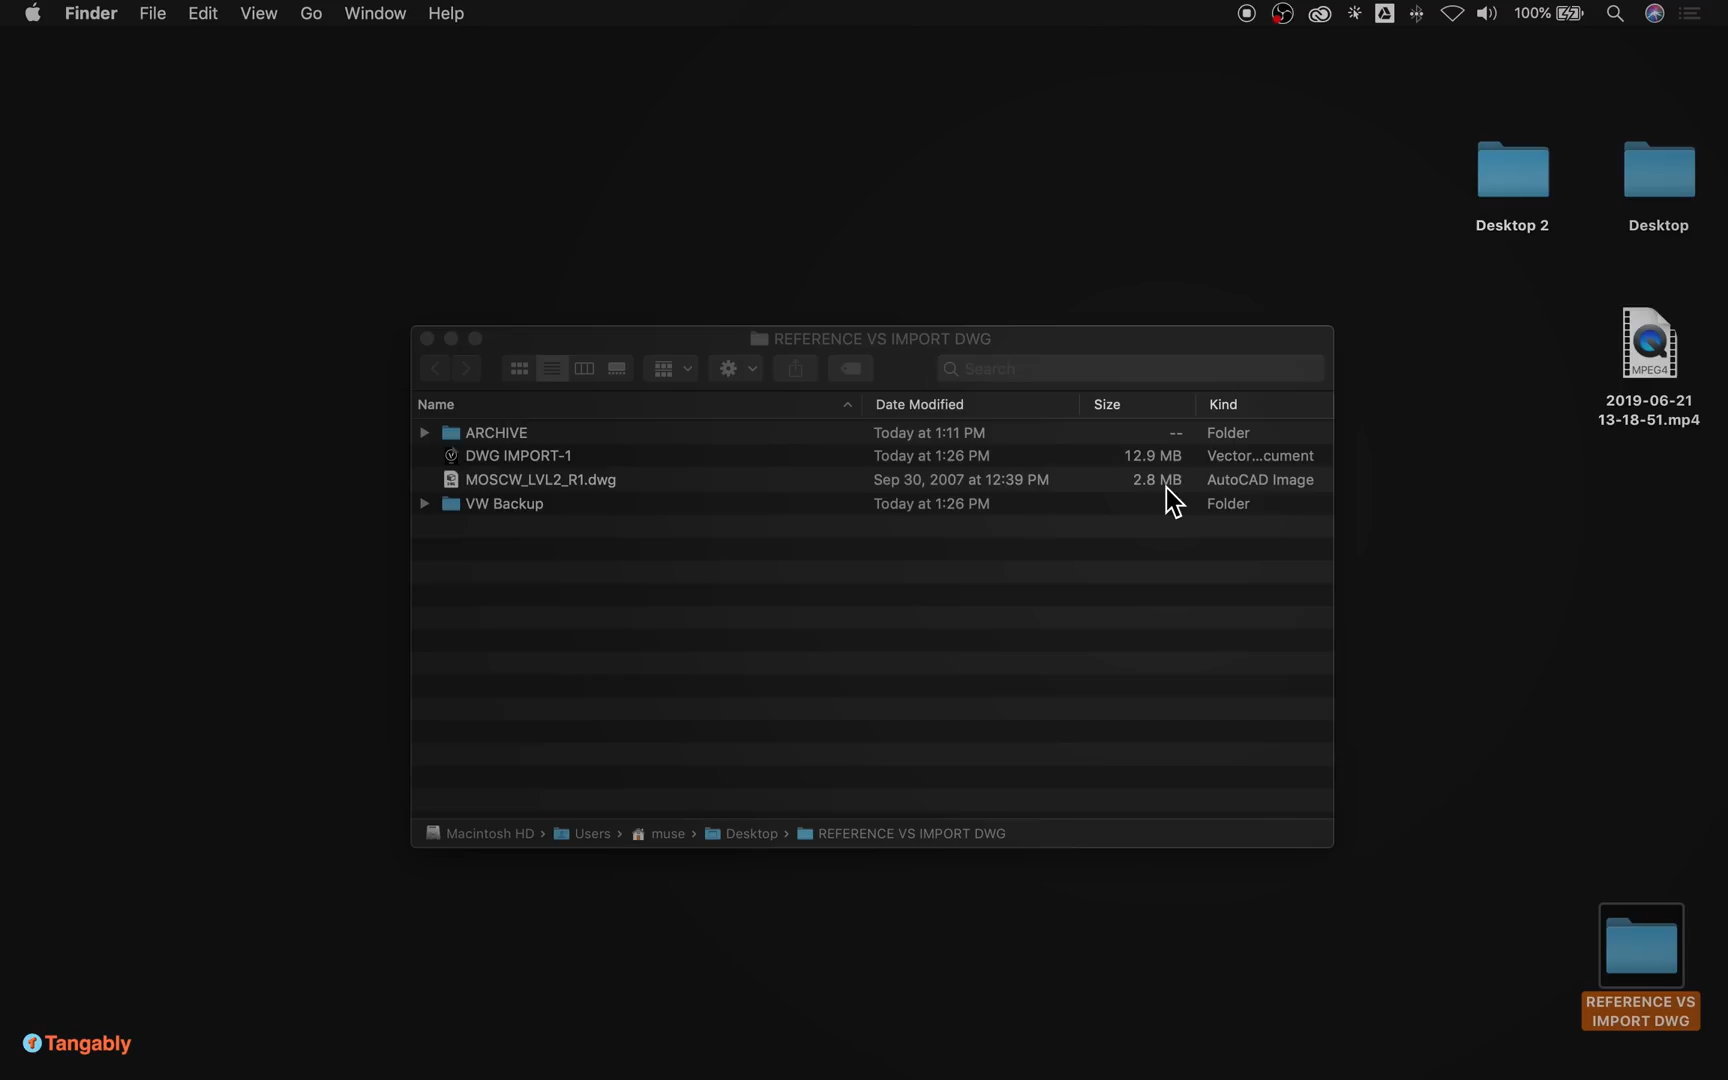 Finder File Edit View Go Window Help 100%
Desktop 2 Desktop
REFERENCE VS IMPORT DWG
Search
Name Date Modified Size Kind
ARCHIVE Today at 1:11 PM -- Folder
DWG IMPORT-1 Today at 1:26 PM 12.9 MB Vector...cument
MOSCW_LVL2_R1.dwg Sep 30, 2007 at 12:39 PM 2.8 MB AutoCAD Image
VW Backup Today at 1:26 PM Folder
MPEG4
2019-06-21
13-18-51.mp4
Macintosh HD › Users › muse › Desktop › REFERENCE VS IMPORT DWG
REFERENCE VS
IMPORT DWG
Tangably